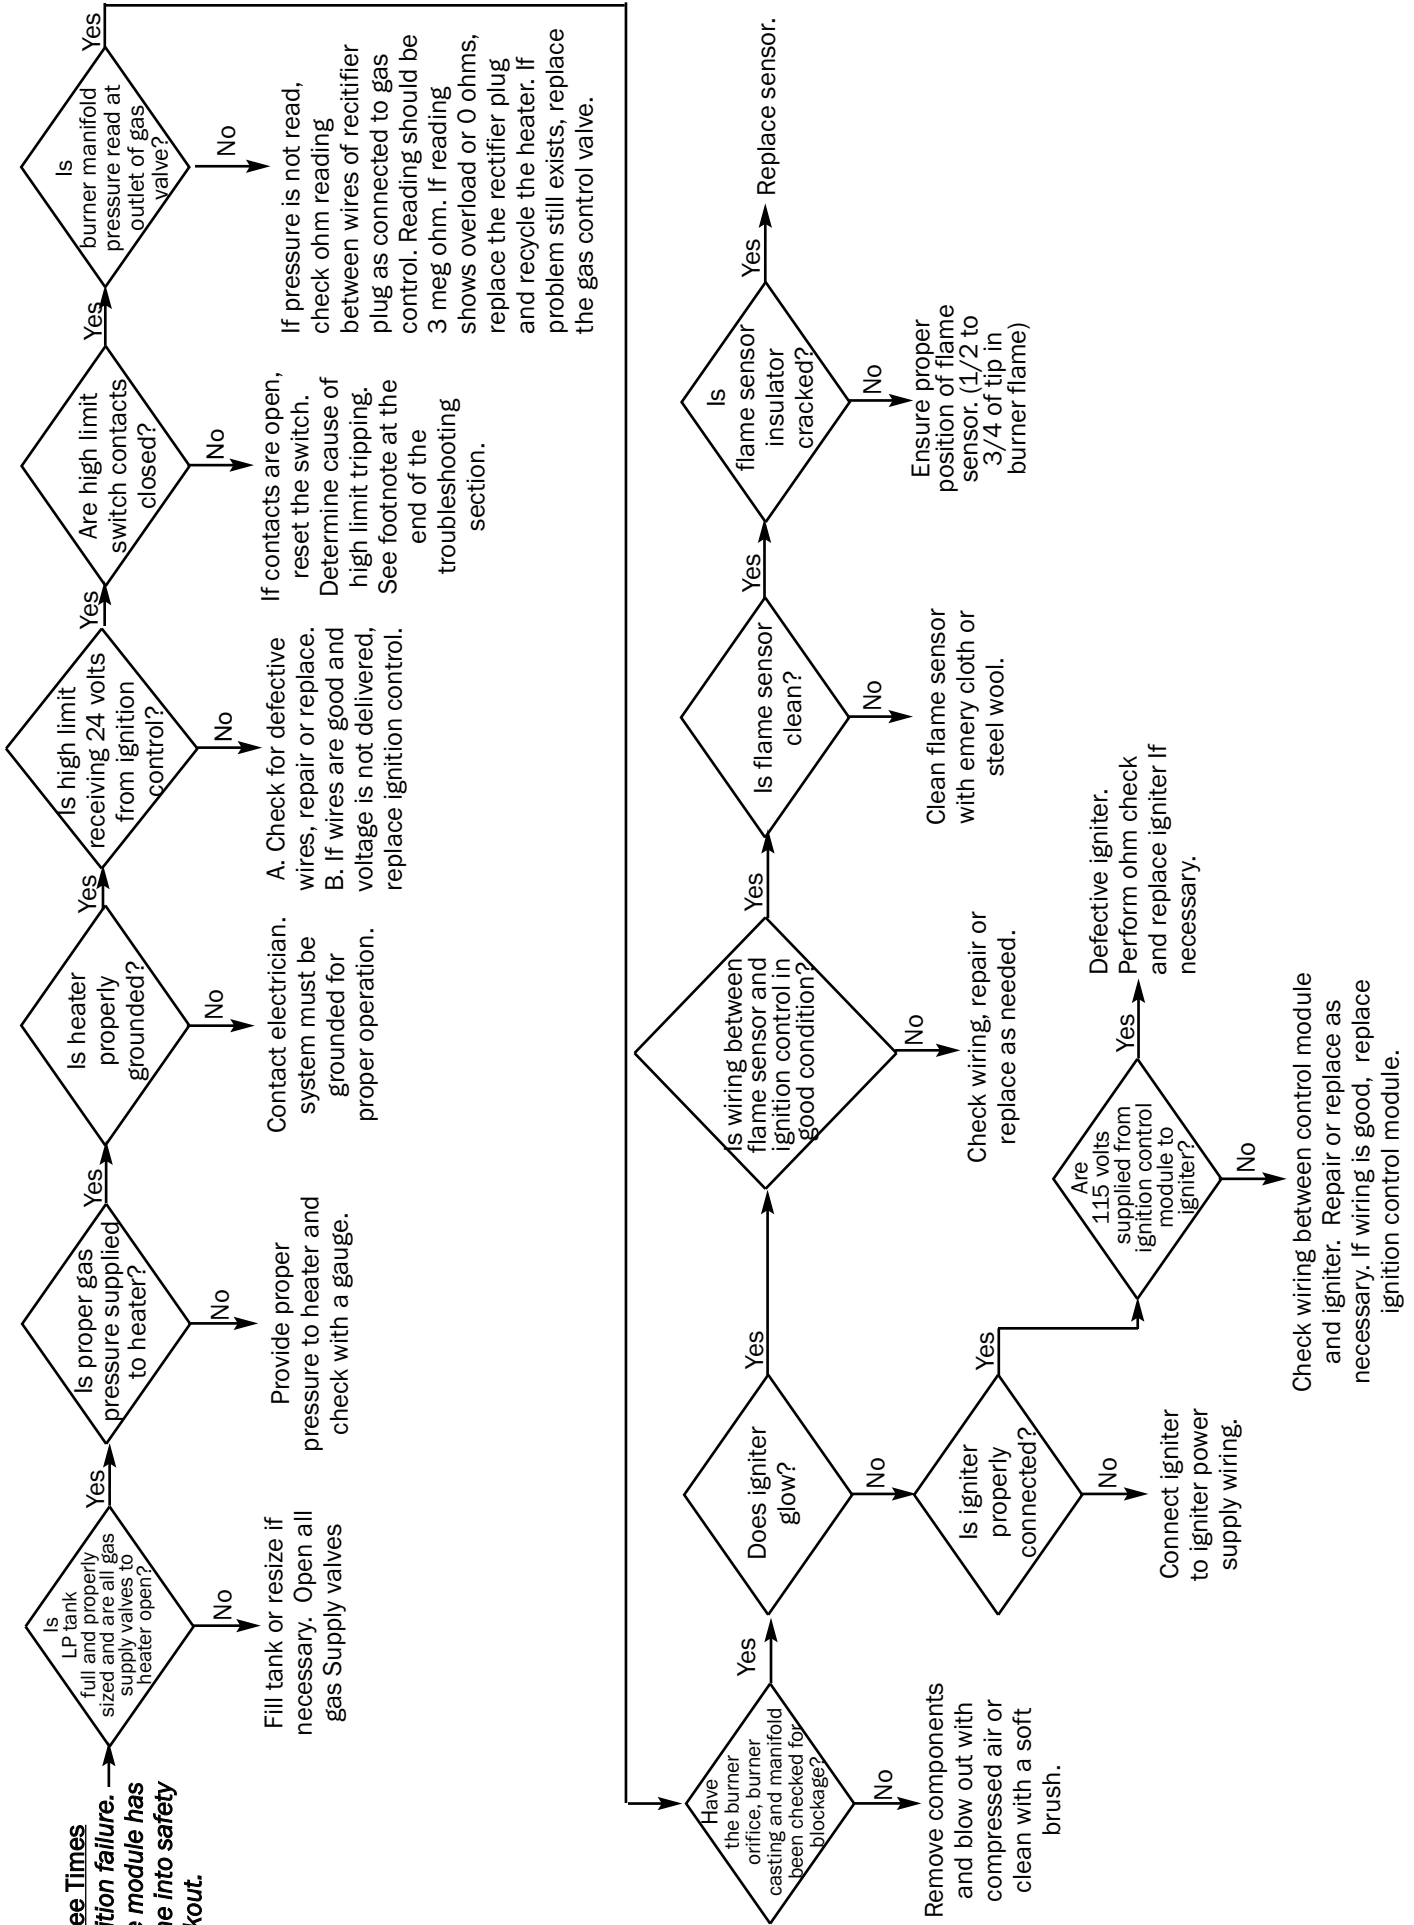 ee Times
ition failure.
e module has
ne into safety
kout.
Is
LP tank
full and properly
sized and are all gas
supply valves to
heater open?
Yes
No
Fill tank or resize if
necessary. Open all
gas Supply valves
Is proper gas
pressure supplied
to heater?
Yes
No
Provide proper
pressure to heater and
check with a gauge.
Is heater
properly
grounded?
Yes
No
Contact electrician.
system must be
grounded for
proper operation.
Is high limit
receiving 24 volts
from ignition
control?
Yes
No
A. Check for defective
wires, repair or replace.
B. If wires are good and
voltage is not delivered,
replace ignition control.
Are high limit
switch contacts
closed?
Yes
No
If contacts are open,
reset the switch.
Determine cause of
high limit tripping.
See footnote at the
end of the
troubleshooting
section.
Is
burner manifold
pressure read at
outlet of gas
valve?
Yes
No
If pressure is not read,
check ohm reading
between wires of recitifier
plug as connected to gas
control. Reading should be
3 meg ohm. If reading
shows overload or 0 ohms,
replace the rectifier plug
and recycle the heater. If
problem still exists, replace
the gas control valve.
Have
the burner
orifice, burner
casting and manifold
been checked for
blockage?
Yes
No
Remove components
and blow out with
compressed air or
clean with a soft
brush.
Does igniter
glow?
Yes
No
Is igniter
properly
connected?
Yes
No
Connect igniter
to igniter power
supply wiring.
Are
115 volts
supplied from
ignition control
module to
igniter?
Yes
No
Defective igniter.
Perform ohm check
and replace igniter If
necessary.
Check wiring between control module
and igniter. Repair or replace as
necessary. If wiring is good, replace
ignition control module.
Is wiring between
flame sensor and
ignition control in
good condition?
Yes
No
Check wiring, repair or
replace as needed.
Is flame sensor
clean?
Yes
No
Clean flame sensor
with emery cloth or
steel wool.
Is
flame sensor
insulator
cracked?
Yes
No
Replace sensor.
Ensure proper
position of flame
sensor. (1/2 to
3/4 of tip in
burner flame)